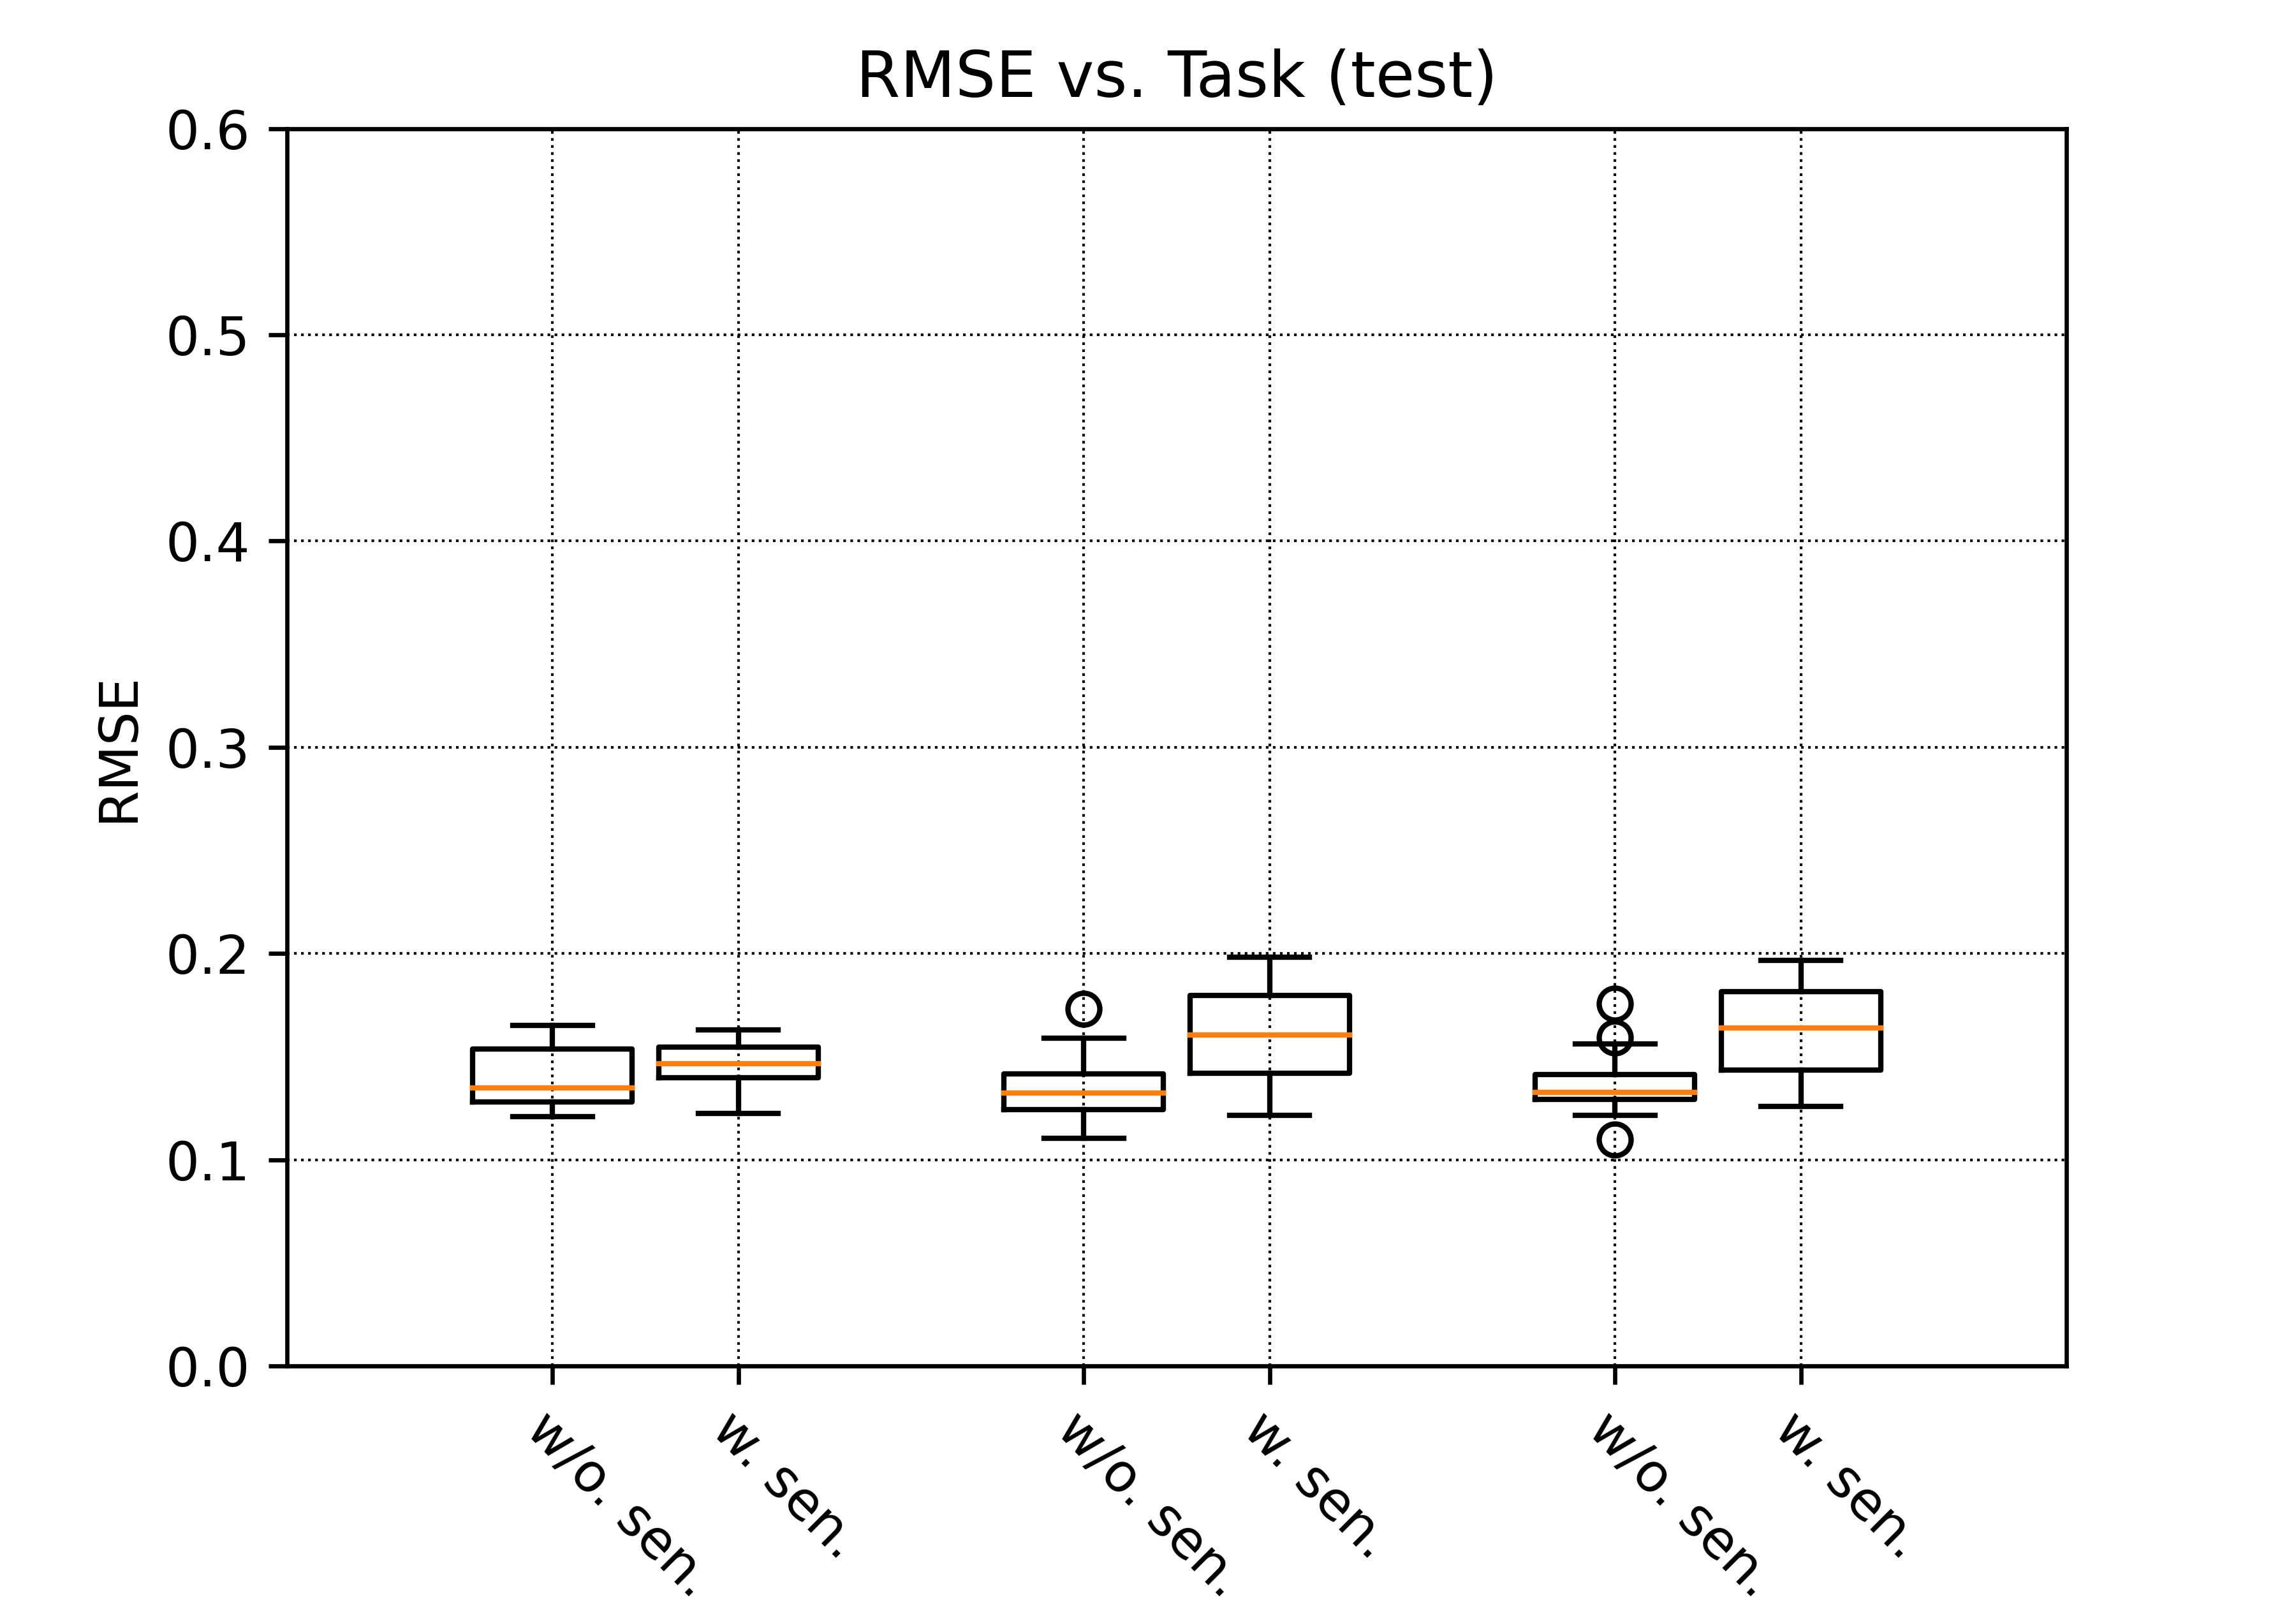 RMSE vs. Task (test)
0.6
0.5
0.4
0.3
0.2
0.1
0.0
RMSE
w/o. sen.
w. sen.
w/o. sen.
w. sen.
w/o. sen.
w. sen.